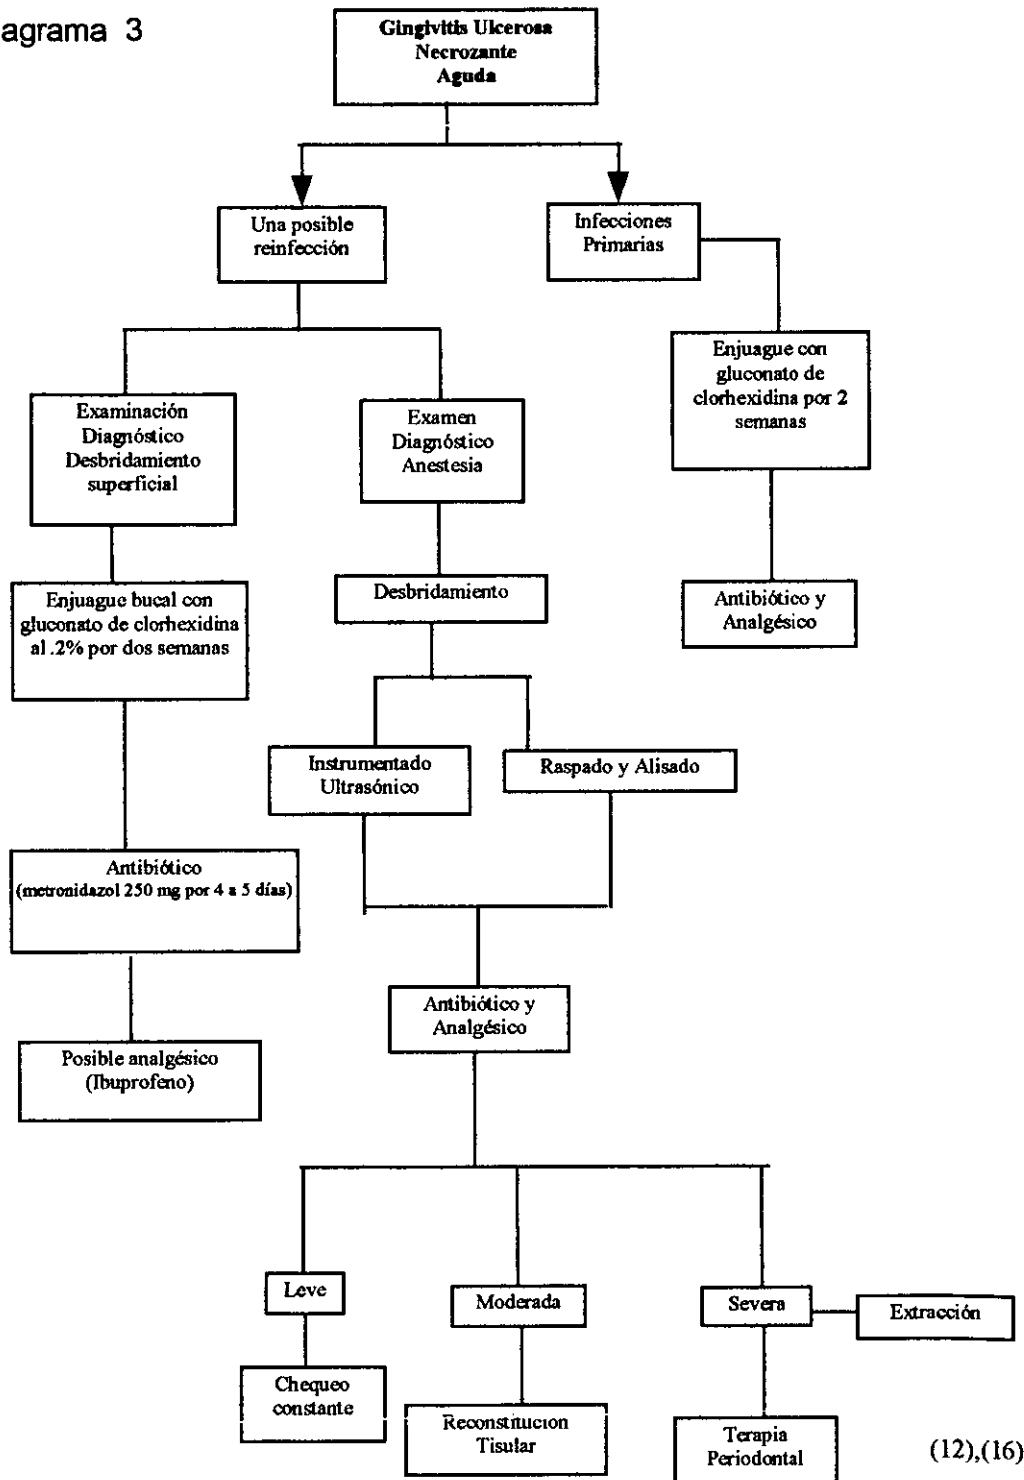 agrama 3
Gingivitis Ulcerosa
Necrozante
Aguda
Una posible
reinfección
Infecciones
Primarias
Enjuague con
gluconato de
clorhexidina por 2
semanas
Examinación
Diagnóstico
Desbridamiento
superficial
Examen
Diagnóstico
Anestesia
Desbridamiento
Enjuague bucal con
gluconato de clorhexidina
al .2% por dos semanas
Antibiótico y
Analgésico
Instrumentado
Ultrasónico
Raspado y Alisado
Antibiótico
(metronidazol 250 mg por 4 a 5 días)
Antibiótico y
Analgésico
Posible analgésico
(Ibuprofeno)
Leve
Moderada
Severa
Extracción
Chequeo
constante
Reconstitucion
Tisular
Terapia
Periodontal
(12),(16)